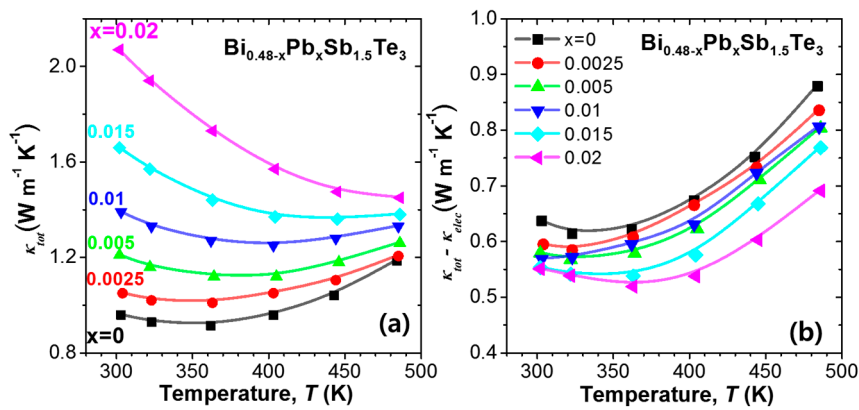 x=0.02
Bi0.48-xPbxSb1.5Te3
0.015
0.01
0.005
0.0025
x=0
(a)
2.0
1.6
1.2
0.8
κtot(W m-1 K-1)
300 350 400 450 500
Temperature, T (K)
Bi0.48-xPbxSb1.5Te3
x=0
0.0025
0.005
0.01
0.015
0.02
(b)
1.0
0.9
0.8
0.7
0.6
0.5
0.4
κtot - κelec (W m-1 K-1)
300 350 400 450 500
Temperature, T (K)